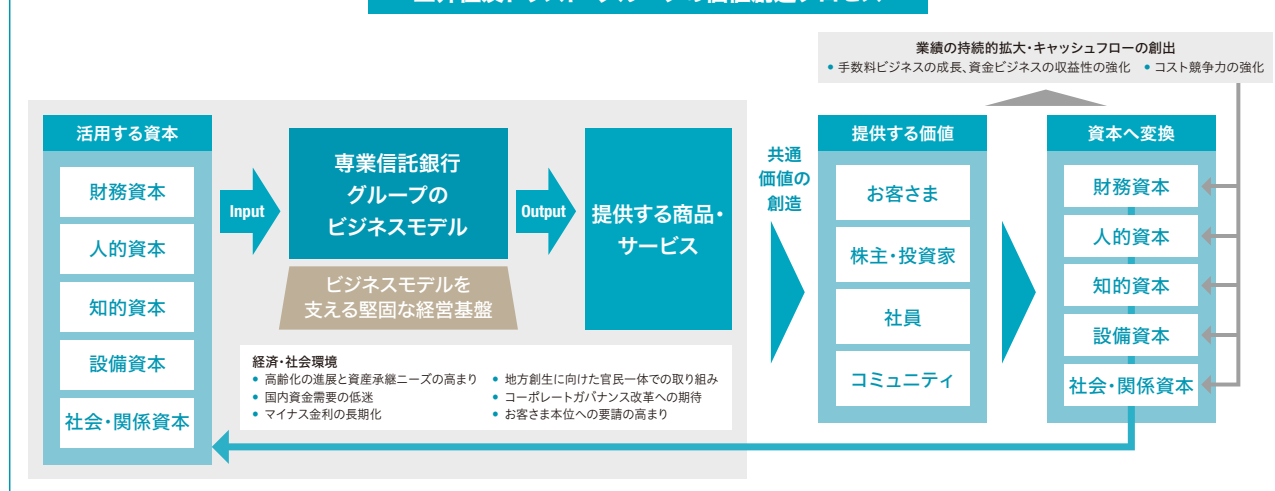 業績の持続的拡大・キャッシュフローの創出
● 手数料ビジネスの成長、資金ビジネスの収益性の強化 ● コスト競争力の強化
活用する資本
財務資本
人的資本
知的資本
設備資本
社会・関係資本
Input
専業信託銀行
グループの
ビジネスモデル
ビジネスモデルを
支える堅固な経営基盤
Output
提供する商品・
サービス
経済・社会環境
● 高齢化の進展と資産承継ニーズの高まり
● 国内資金需要の低迷
● マイナス金利の長期化
● 地方創生に向けた官民一体での取り組み
● コーポレートガバナンス改革への期待
● お客さま本位への要請の高まり
共通
価値の
創造
提供する価値
お客さま
株主・投資家
社員
コミュニティ
資本へ変換
財務資本
人的資本
知的資本
設備資本
社会・関係資本